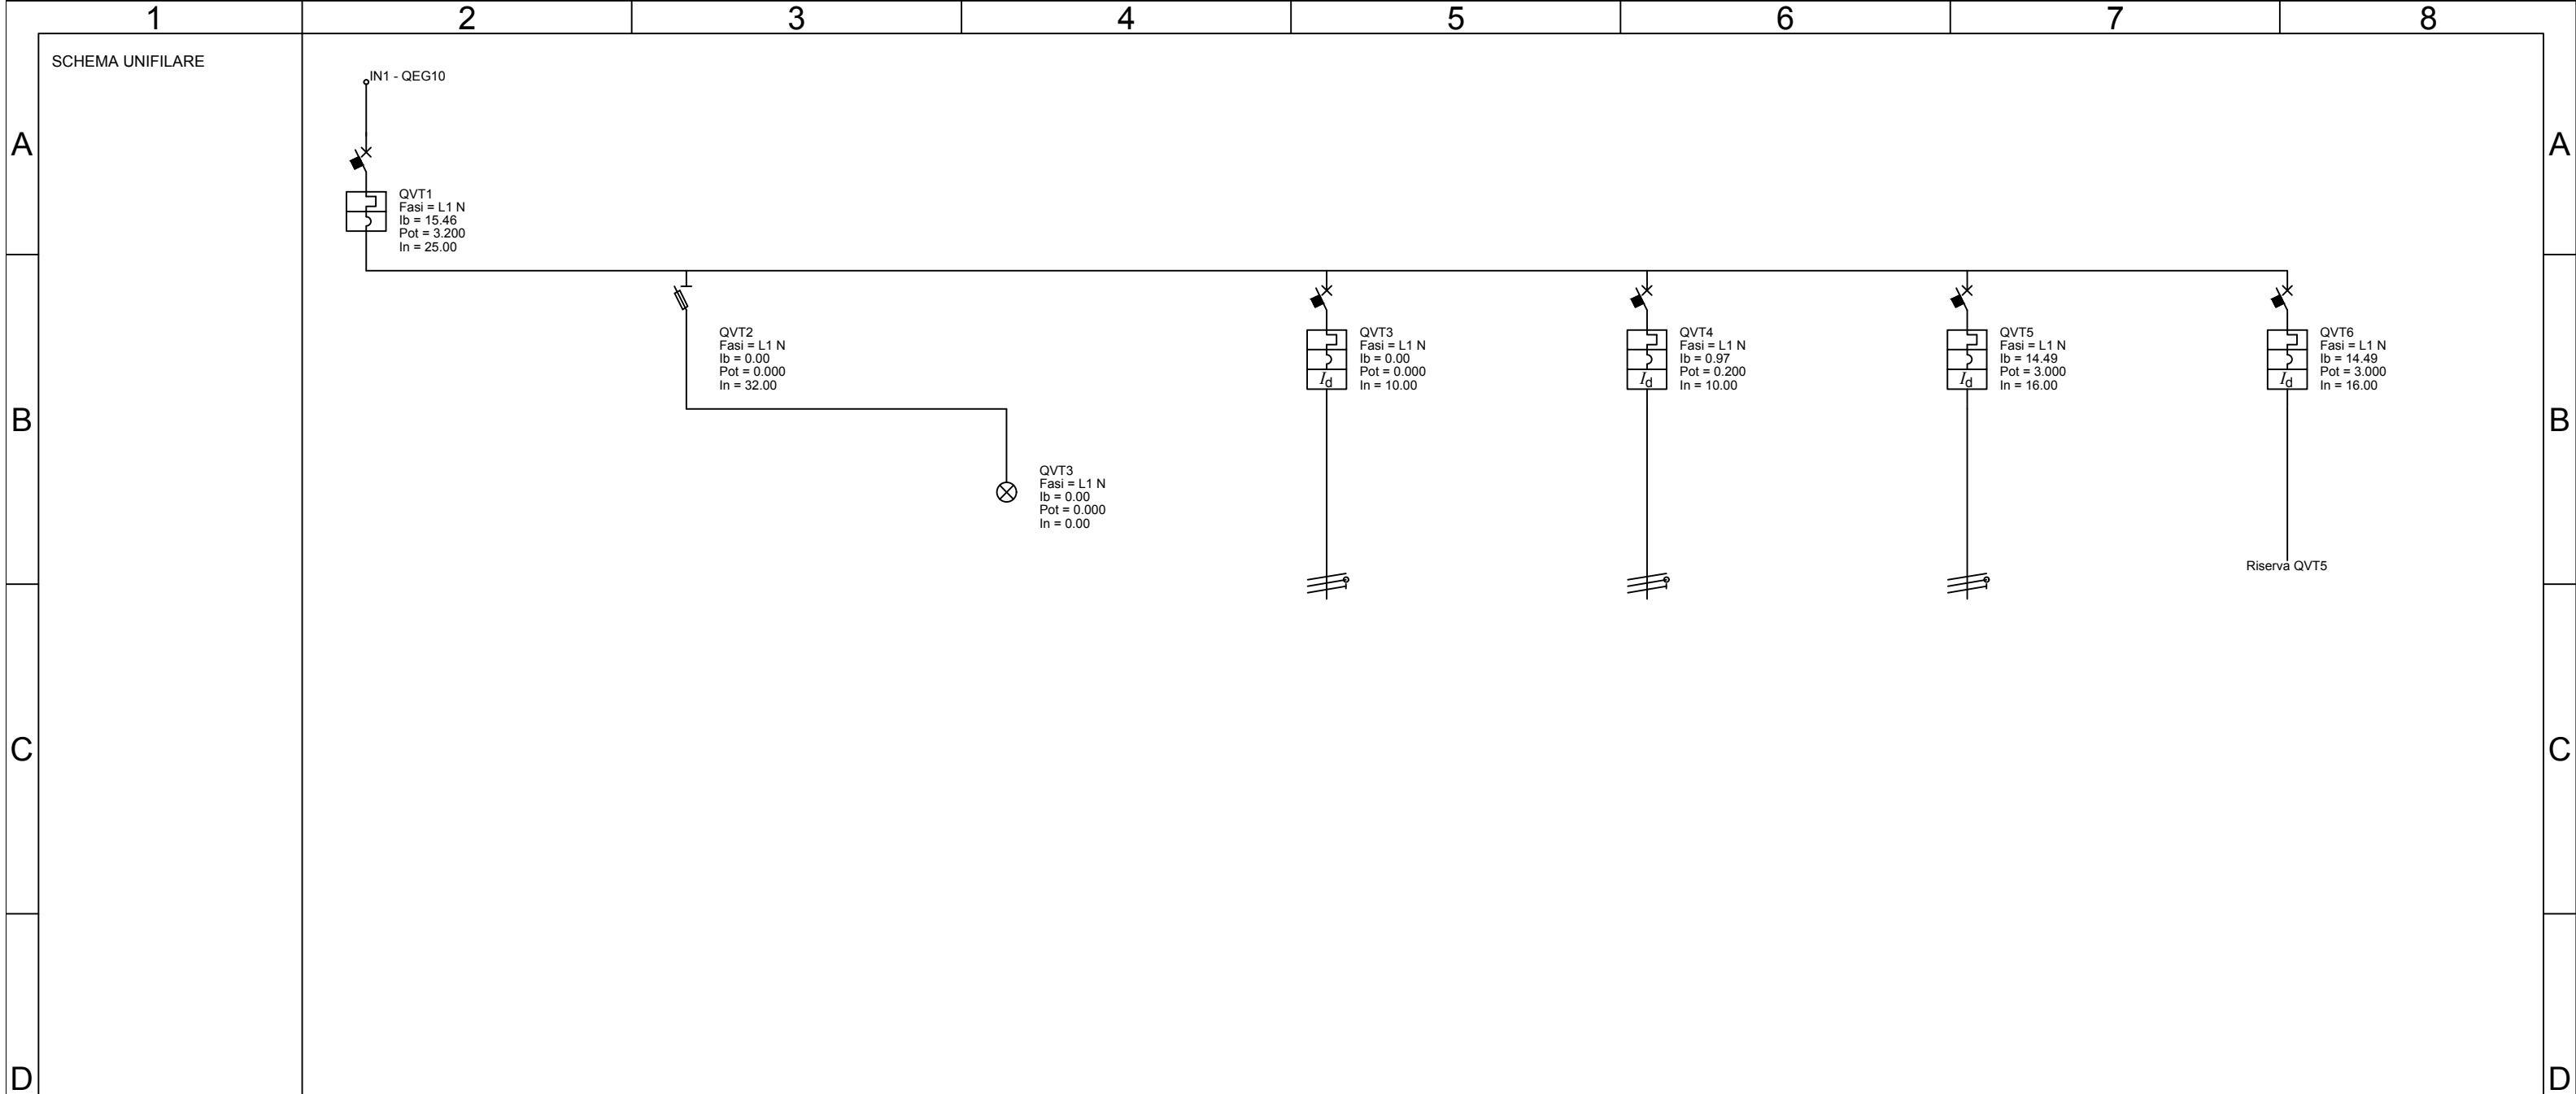 1 2 3 4 5 6 7 8
SCHEMA UNIFILARE
IN1 - QEG10
A A
QVT1
Fasi = L1 N
Ib = 15.46
Pot = 3.200
In = 25.00
QVT2
Fasi = L1 N
Ib = 0.00
Pot = 0.000
In = 32.00
QVT3
Fasi = L1 N
Ib = 0.00
Pot = 0.000
In = 10.00
Id
QVT4
Fasi = L1 N
Ib = 0.97
Pot = 0.200
In = 10.00
Id
QVT5
Fasi = L1 N
Ib = 14.49
Pot = 3.000
In = 16.00
Id
QVT6
Fasi = L1 N
Ib = 14.49
Pot = 3.000
In = 16.00
Id
B B
QVT3
Fasi = L1 N
Ib = 0.00
Pot = 0.000
In = 0.00
Riserva QVT5
C C
D D